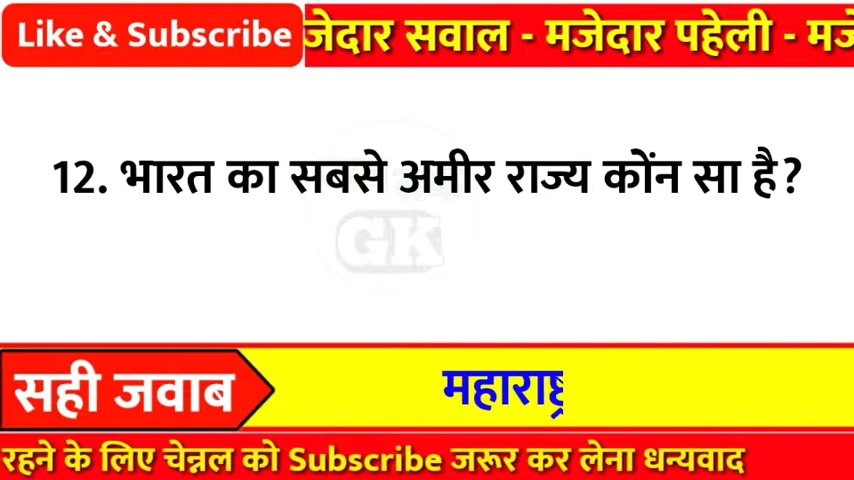 Like & Subscribe जेदार सवाल - मजेदार पहेली - मजे
12. भारत का सबसे अमीर राज्य कोंन सा है?
GK
सही जवाब महाराष्ट्र
रहने के लिए चेन्नल को Subscribe जरूर कर लेना धन्यवाद